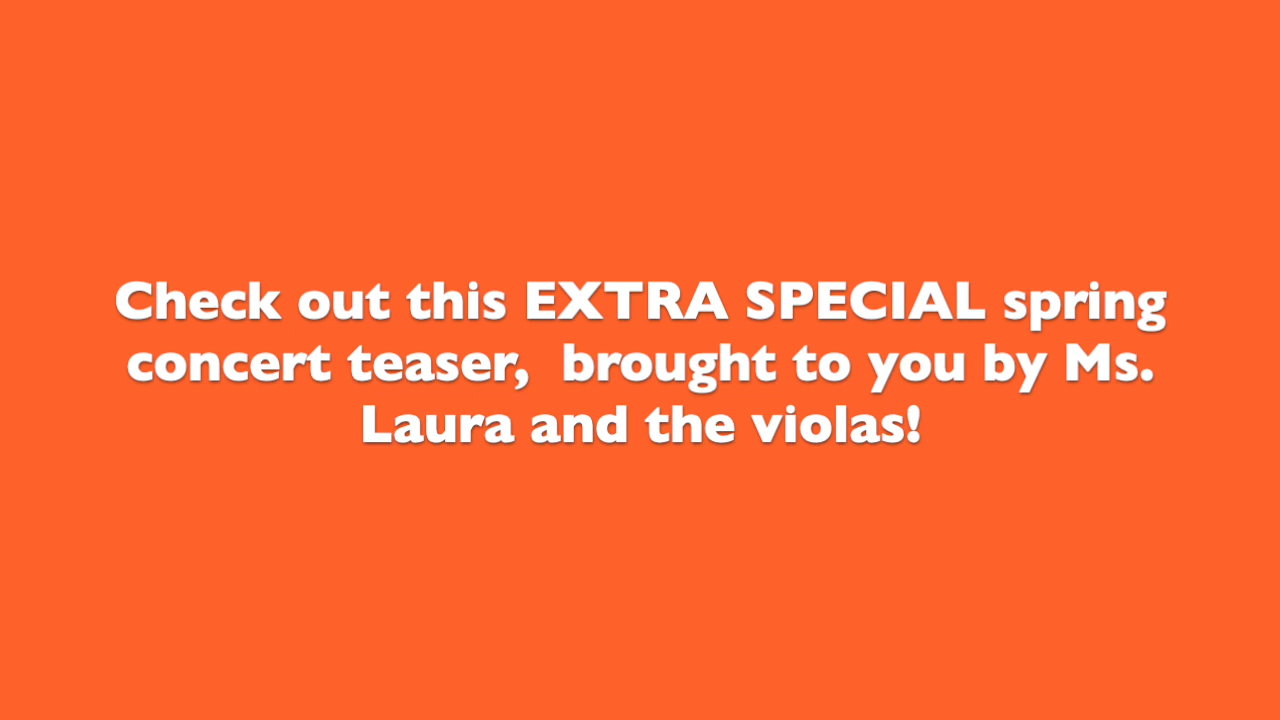 Check out this EXTRA SPECIAL spring
concert teaser,  brought to you by Ms.
Laura and the violas!